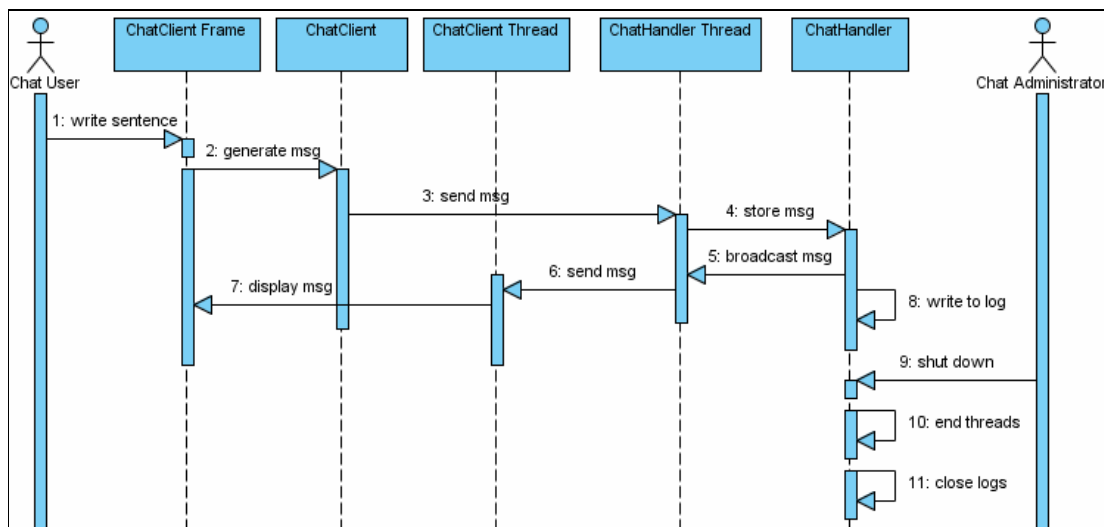 ChatClient Frame
ChatClient
ChatClient Thread
ChatHandler Thread
ChatHandler
Chat User
Chat Administrator
1: write sentence
2: generate msg
3: send msg
4: store msg
5: broadcast msg
6: send msg
7: display msg
8: write to log
9: shut down
10: end threads
11: close logs